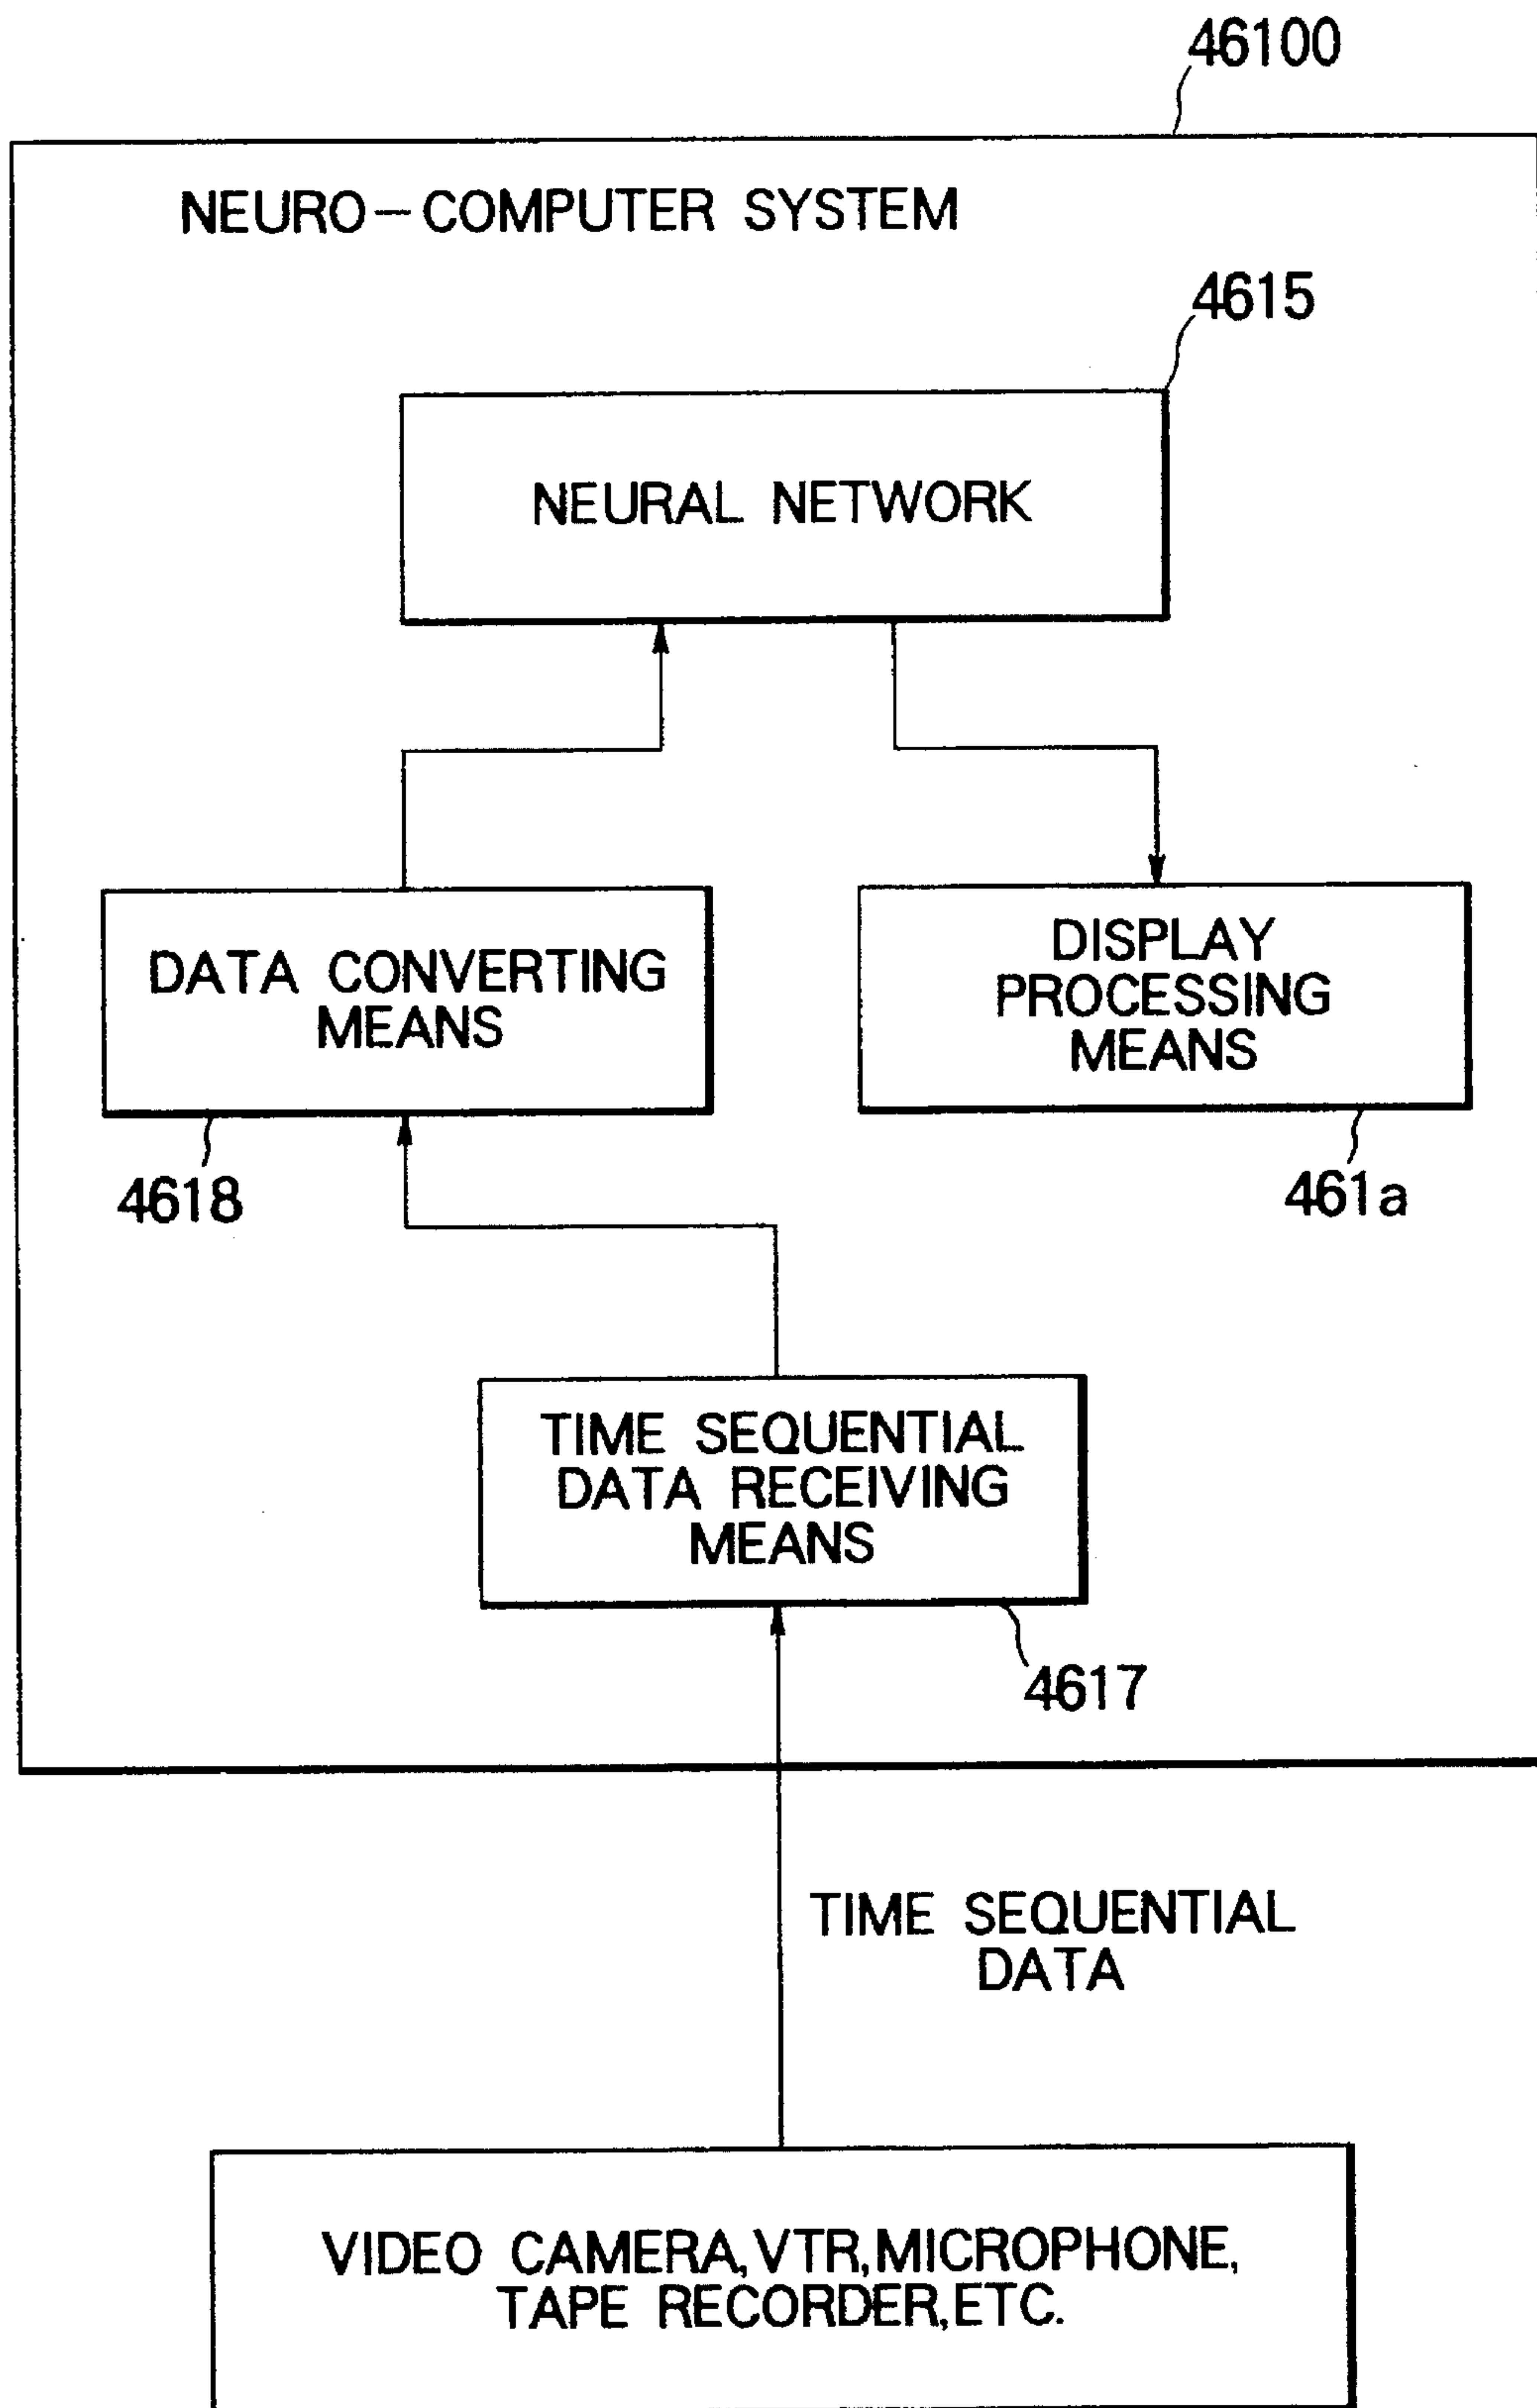 46100
NEURO-COMPUTER SYSTEM
4615
NEURAL NETWORK
DATA CONVERTING
MEANS
DISPLAY
PROCESSING
MEANS
4618
461a
TIME SEQUENTIAL
DATA RECEIVING
MEANS
4617
TIME SEQUENTIAL
DATA
VIDEO CAMERA, VTR, MICROPHONE,
TAPE RECORDER, ETC.